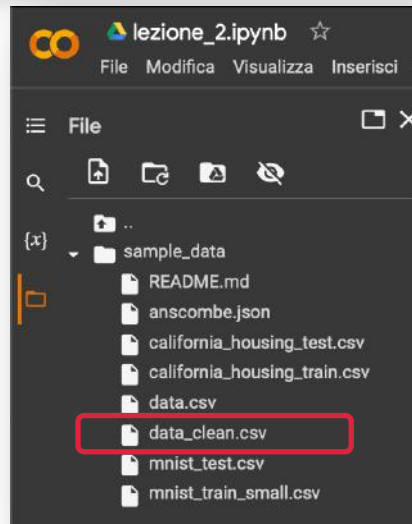 CO lezione_2.ipynb
File Modifica Visualizza Inserisci
File
{x}
..
sample_data
README.md
anscombe.json
california_housing_test.csv
california_housing_train.csv
data.csv
data_clean.csv
mnist_test.csv
mnist_train_small.csv